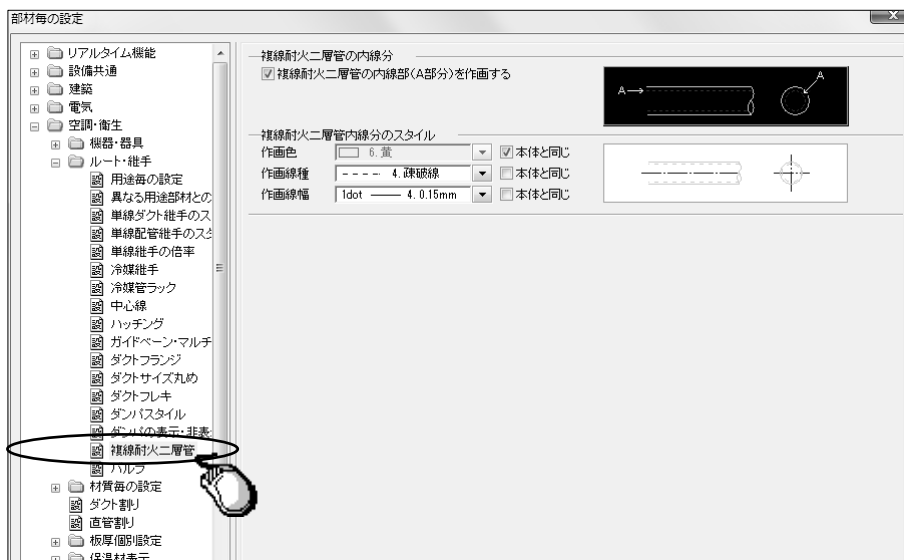 部材毎の設定
リアルタイム機能
設備共通
建築
電気
空調・衛生
機器・器具
ルート・継手
用途毎の設定
異なる用途部材との
単線ダクト継手のス
単線配管継手のスタ
単線継手の倍率
冷媒継手
冷媒管ラック
中心線
ハッチング
ガイドベーン・マルチ
ダクトフランジ
ダクトサイズ丸め
ダクトフレキ
ダンパスタイル
ダンパの表示・非表
複線耐火二層管
バルブ
材質毎の設定
ダクト割り
直管割り
板厚個別設定
保温材表示
複線耐火二層管の内線分
複線耐火二層管の内線部(A部分)を作画する
A
A
複線耐火二層管内線分のスタイル
作画色 6.黄 本体と同じ
作画線種 4.疎破線 本体と同じ
作画線幅 1dot 4. 0.15mm 本体と同じ